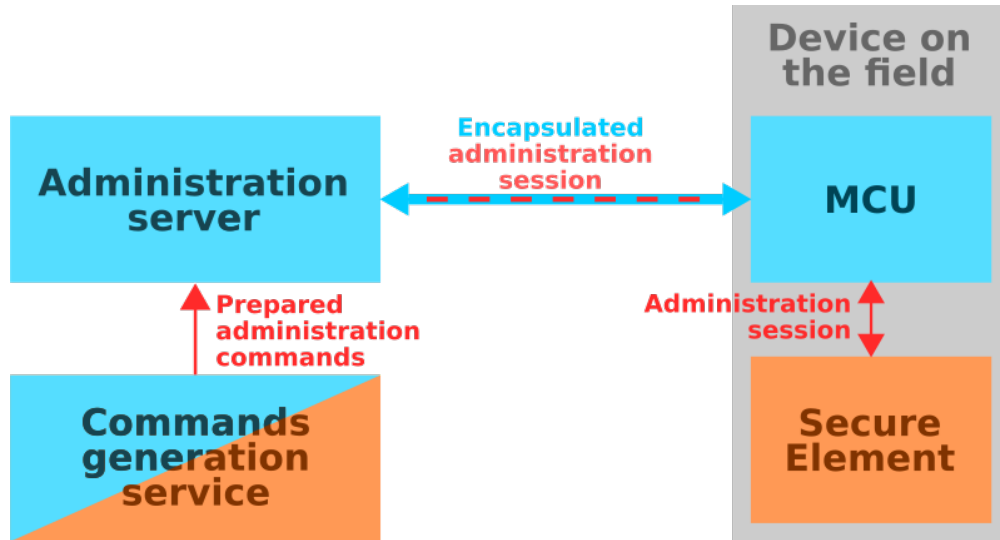 Device on
the field
Encapsulated
administration
session
Administration
server
MCU
Prepared
administration
commands
Administration
session
Commands
generation
service
Secure
Element